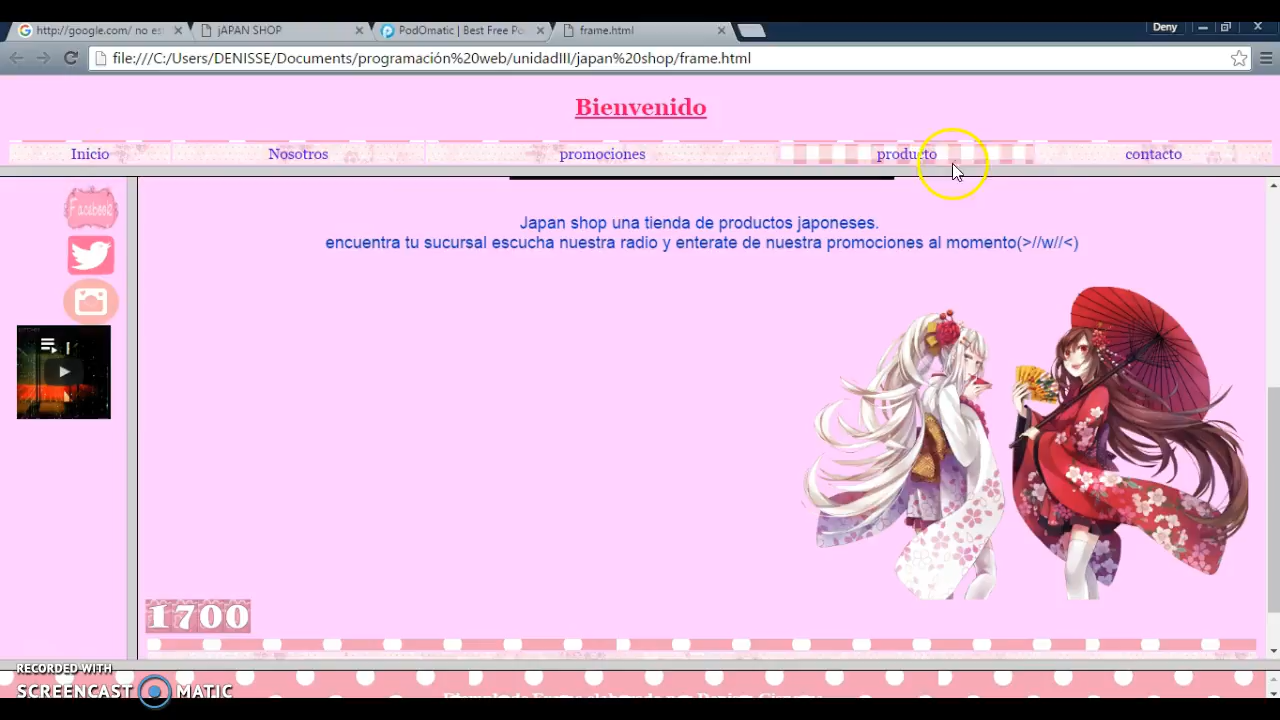 http://google.com/ no es
jAPAN SHOP
PodOmatic | Best Free Po
frame.html
Deny
file:///C:/Users/DENISSE/Documents/programación%20web/unidadIII/japan%20shop/frame.html
Bienvenido
Inicio
Nosotros
promociones
producto
contacto
Facebook
Japan shop una tienda de productos japoneses.
encuentra tu sucursal escucha nuestra radio y enterate de nuestra promociones al momento(>//w//<)
1700
RECORDED WITH
SCREENCAST MATIC